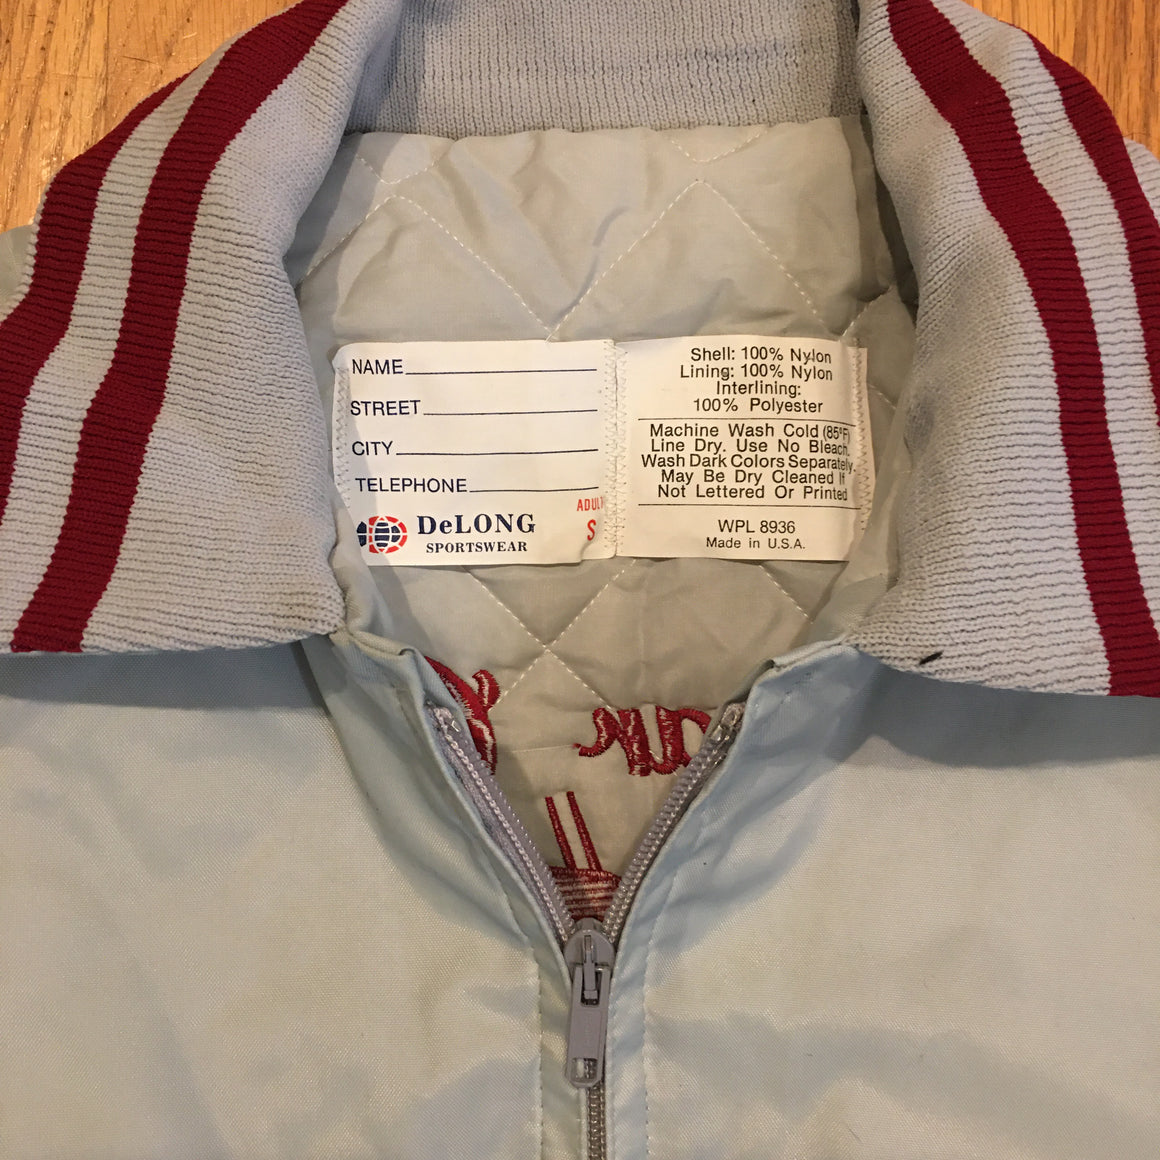 NAME
STREET
CITY
TELEPHONE
DeLONG
SPORTSWEAR
ADULT
S
Shell: 100% Nylon
Lining: 100% Nylon
Interlining:
100% Polyester
Machine Wash Cold (85°F)
Line Dry. Use No Bleach.
Wash Dark Colors Separately.
May Be Dry Cleaned If
Not Lettered Or Printed
WPL 8936
Made in U.S.A.